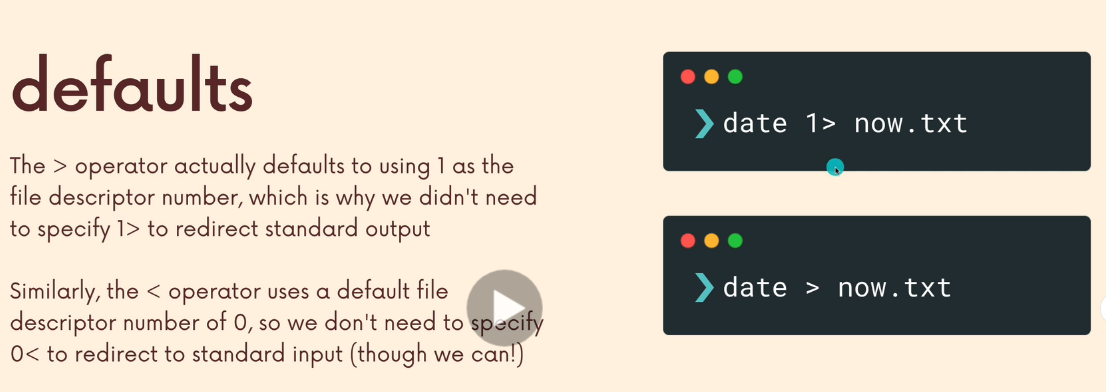 defaults
The > operator actually defaults to using 1 as the
file descriptor number, which is why we didn't need
to specify 1> to redirect standard output
Similarly, the < operator uses a default file
descriptor number of 0, so we don't need to specify
0< to redirect to standard input (though we can!)
❯ date 1> now.txt
❯ date > now.txt